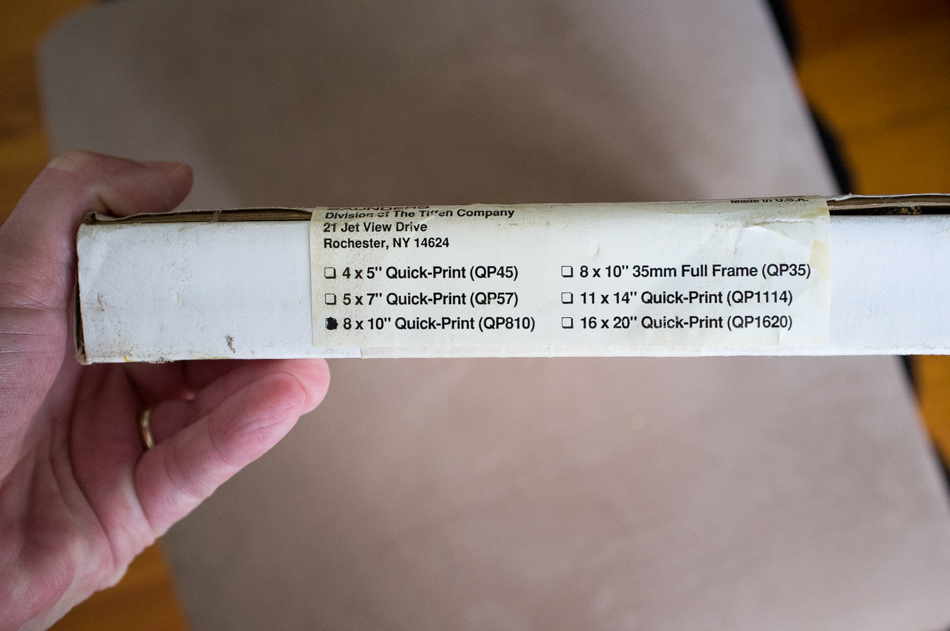 SAUNDERS
Division of The Tiffen Company
21 Jet View Drive
Rochester, NY 14624
Made in U.S.A.
❏ 4 x 5" Quick-Print (QP45)
❏ 5 x 7" Quick-Print (QP57)
8 x 10" Quick-Print (QP810)
❏ 8 x 10" 35mm Full Frame (QP35)
❏ 11 x 14" Quick-Print (QP1114)
❏ 16 x 20" Quick-Print (QP1620)